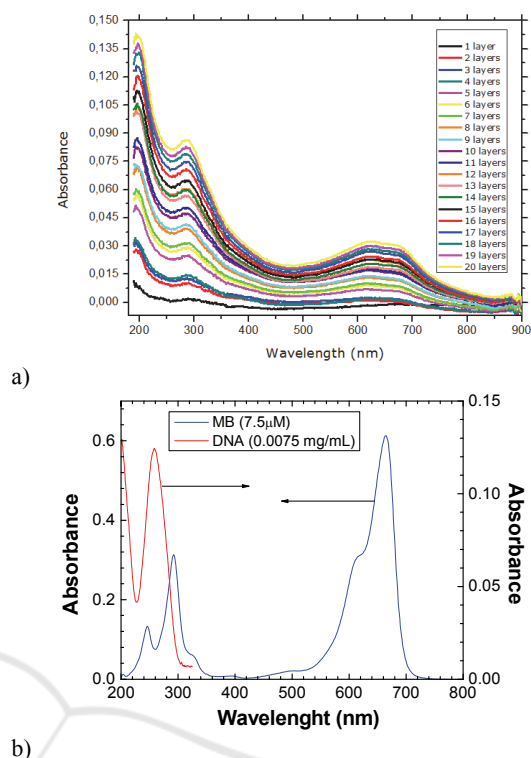 0,150
0,135
0,120
0,105
0,090
0,075
0,060
0,045
0,030
0,015
0,000
Absorbance
200 300 400 500 600 700 800 900
Wavelength (nm)
1 layer
2 layers
3 layers
4 layers
5 layers
6 layers
7 layers
8 layers
9 layers
10 layers
11 layers
12 layers
13 layers
14 layers
15 layers
16 layers
17 layers
18 layers
19 layers
20 layers
a)
MB (7.5µM)
DNA (0.0075 mg/mL)
0.6
0.4
0.2
0.0
Absorbance
0.15
0.10
0.05
0.00
Absorbance
200 300 400 500 600 700 800
Wavelenght (nm)
b)